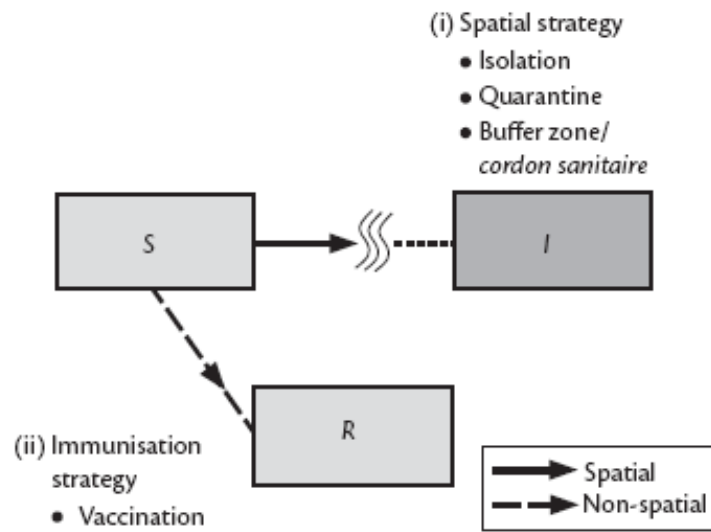 (i) Spatial strategy
• Isolation
• Quarantine
• Buffer zone/
cordon sanitaire
S
I
R
(ii) Immunisation
strategy
• Vaccination
Spatial
Non-spatial